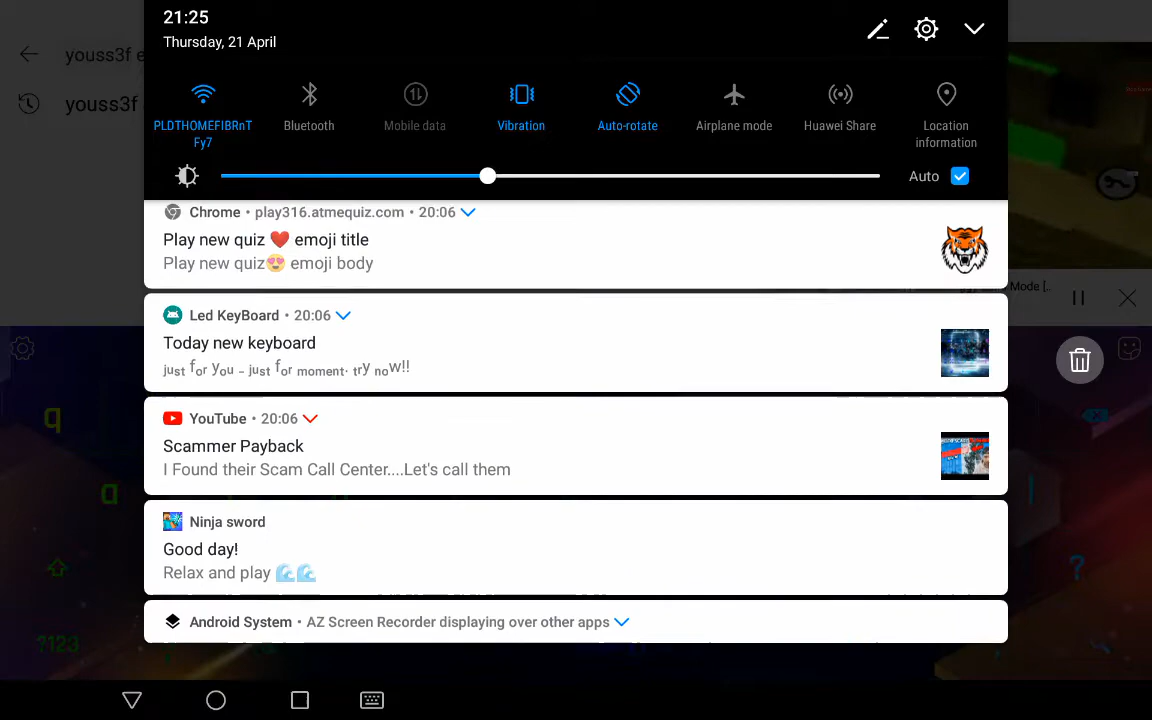 21:25
Thursday, 21 April
youss3f e
youss3f
PLDTHOMEFIBRnT
Fy7
Bluetooth
Mobile data
Vibration
Auto-rotate
Airplane mode
Huawei Share
Location
information
Auto
Chrome • play316.atmequiz.com • 20:06
Play new quiz ❤️ emoji title
Play new quiz😍 emoji body
Mode [..
Led KeyBoard • 20:06
Today new keyboard
ⱼᵤₛₜ fₒᵣ yₒᵤ - ⱼᵤₛₜ fₒᵣ ₘₒₘₑₙₜ. ₜᵣy ₙₒw!!
YouTube • 20:06
Scammer Payback
I Found their Scam Call Center....Let's call them
Ninja sword
Good day!
Relax and play 🌊🌊
Android System • AZ Screen Recorder displaying over other apps
q
a
l
?
?123